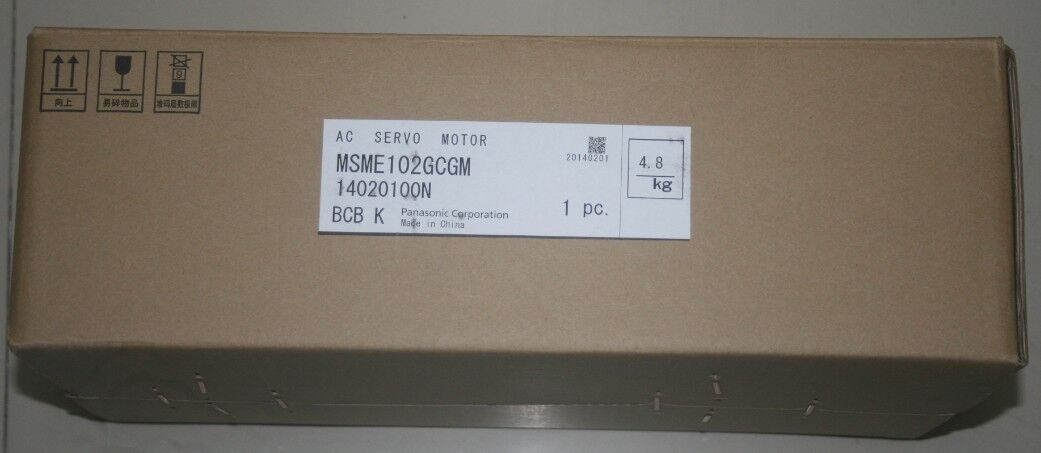 向上
易碎物品
9
堆码层数极限
AC SERVO MOTOR
MSME102GCGM
14020100N
BCB K
Panasonic Corporation
Made in China
20140201
1 pc.
4.8
kg